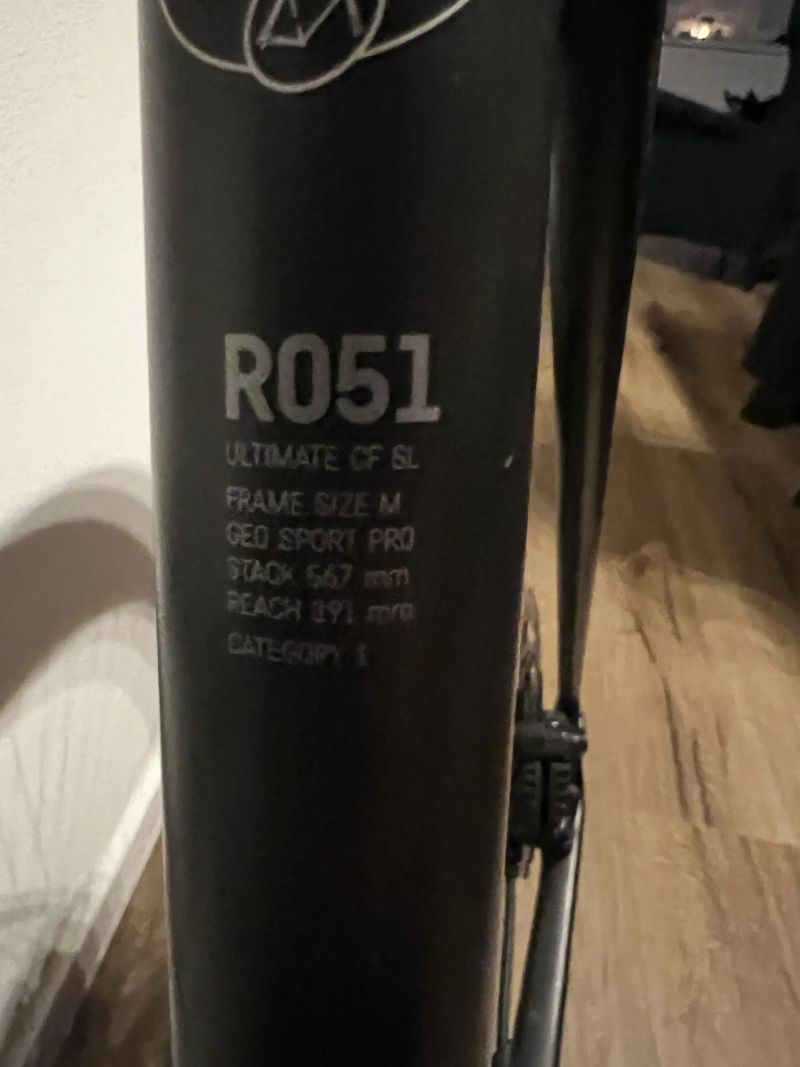 R051
ULTIMATE CF SL
FRAME SIZE M
GEO SPORT PRO
STACK 567 mm
REACH 391 mm
CATEGORY 1